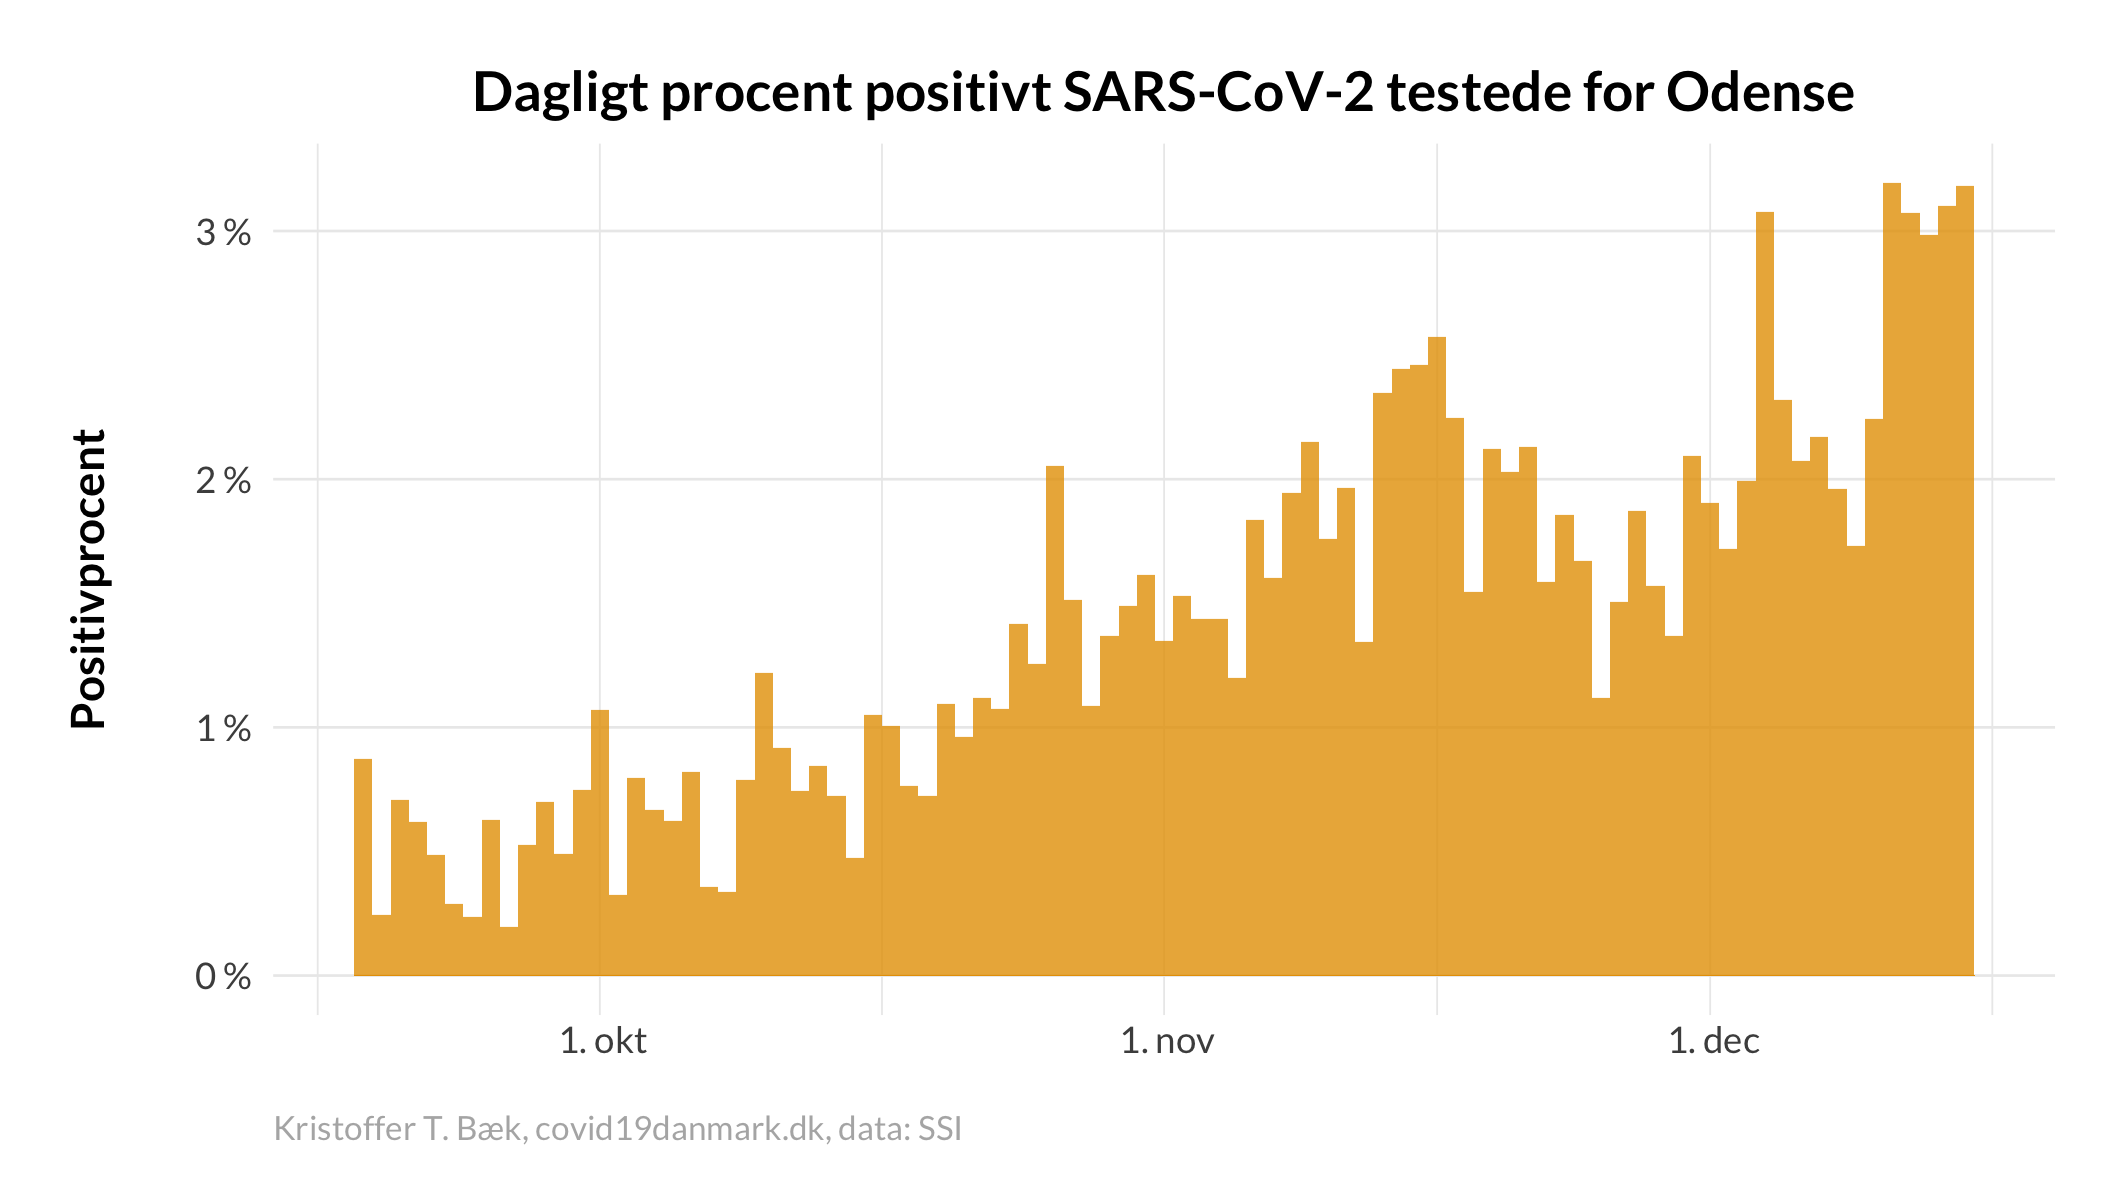 Dagligt procent positivt SARS-CoV-2 testede for Odense
Positivprocent
3 %
2 %
1 %
0 %
1. okt
1. nov
1. dec
Kristoffer T. Bæk, covid19danmark.dk, data: SSI